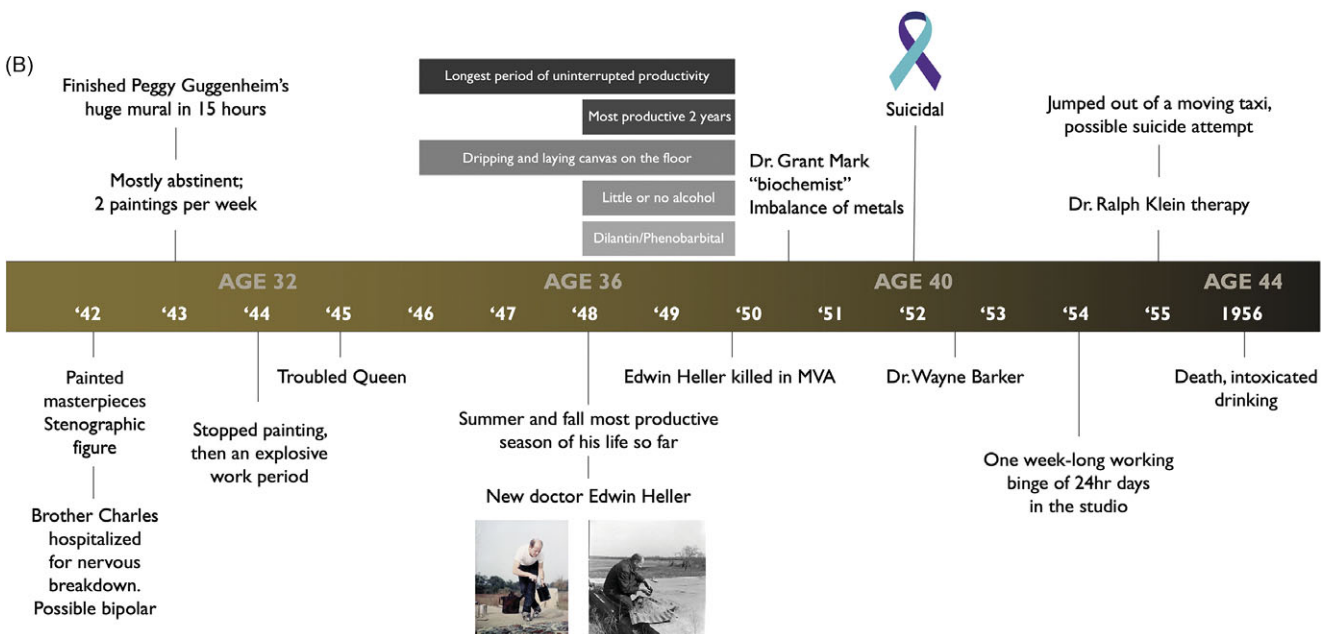 (B)
Finished Peggy Guggenheim's
huge mural in 15 hours
Mostly abstinent;
2 paintings per week
Longest period of uninterrupted productivity
Most productive 2 years
Dripping and laying canvas on the floor
Little or no alcohol
Dilantin/Phenobarbital
Dr. Grant Mark
“biochemist”
Imbalance of metals
Suicidal
Jumped out of a moving taxi,
possible suicide attempt
Dr. Ralph Klein therapy
AGE 32 AGE 36 AGE 40 AGE 44
‘42 ‘43 ‘44 ‘45 ‘46 ‘47 ‘48 ‘49 ‘50 ‘51 ‘52 ‘53 ‘54 ‘55 1956
Painted
masterpieces
Stenographic
figure
Brother Charles
hospitalized
for nervous
breakdown.
Possible bipolar
Stopped painting,
then an explosive
work period
Troubled Queen
Summer and fall most productive
season of his life so far
New doctor Edwin Heller
Edwin Heller killed in MVA
Dr. Wayne Barker
One week-long working
binge of 24hr days
in the studio
Death, intoxicated
drinking